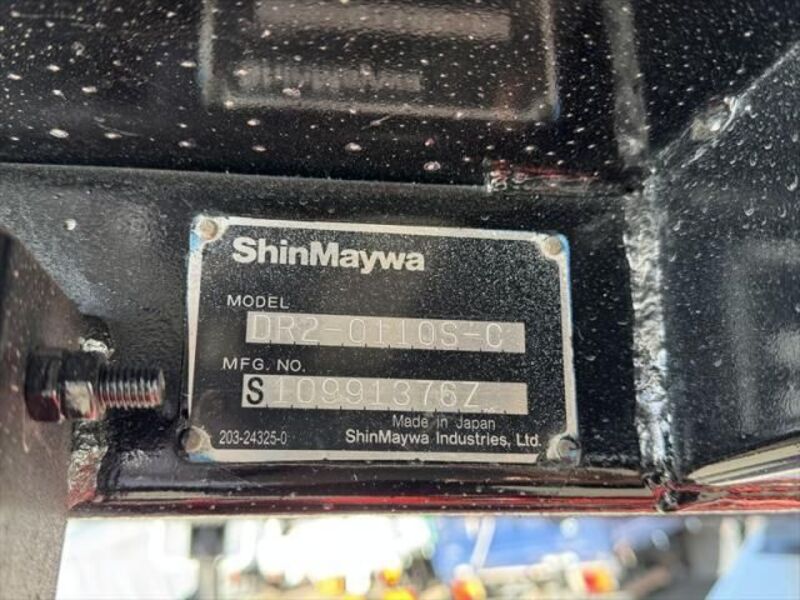 ShinMaywa
MODEL
DR2-0110S-C
MFG. NO.
S10991376Z
Made in Japan
203-24325-0
ShinMaywa Industries, Ltd.